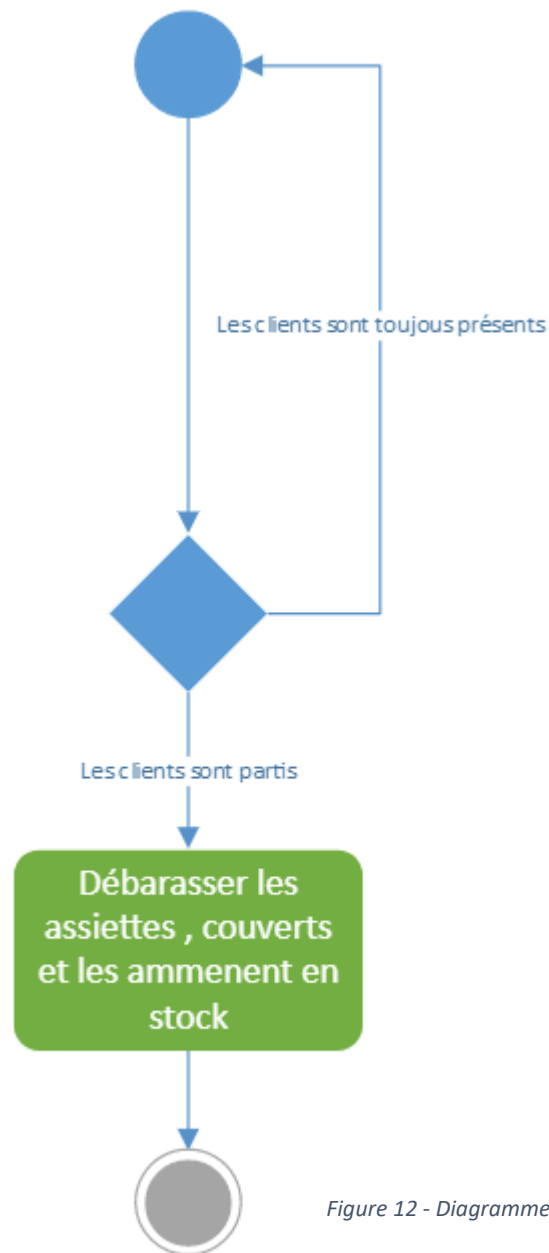 Les clients sont toujous présents
Les clients sont partis
Débarasser les
assiettes , couverts
et les ammenent en
stock
Figure 12 - Diagramme